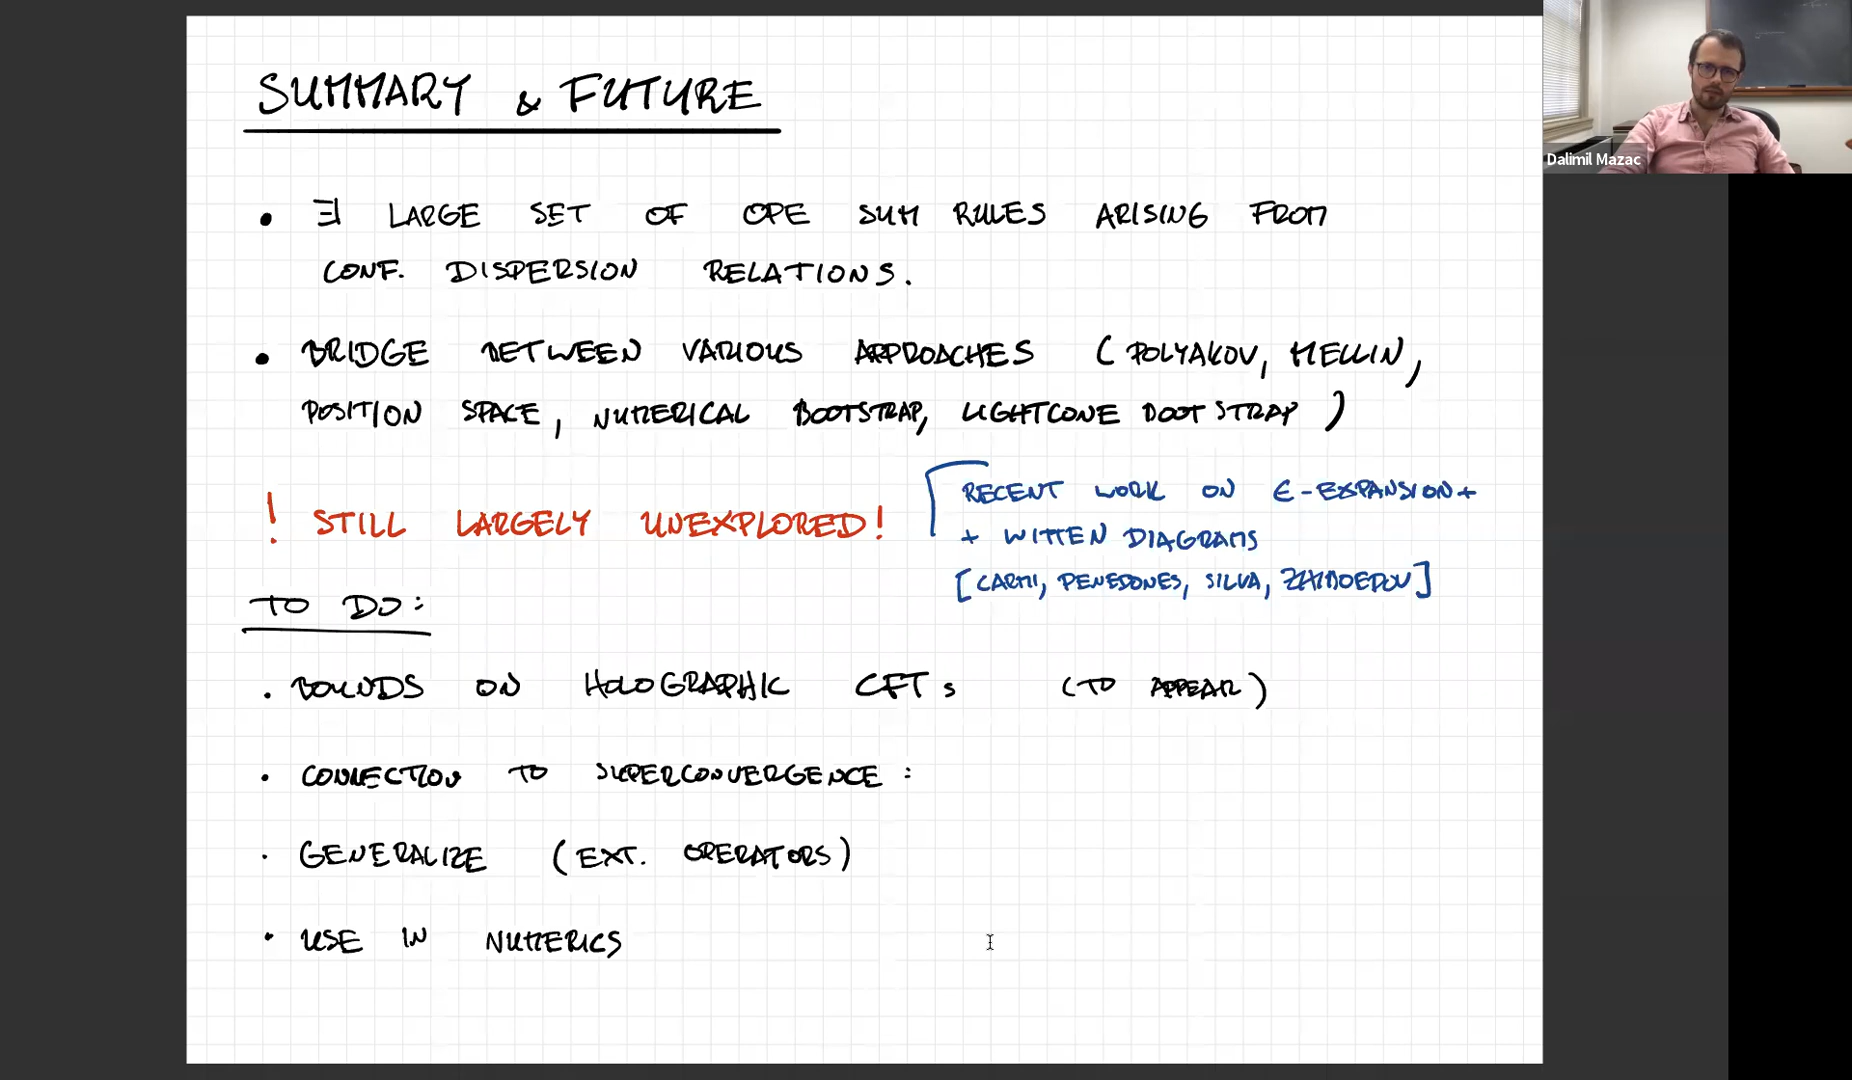 SUMMARY & FUTURE
Dalimil Mazac
• ∃ LARGE SET OF OPE SUM RULES ARISING FROM
CONF. DISPERSION RELATIONS.
• BRIDGE BETWEEN VARIOUS APPROACHES (POLYAKOV, MELLIN,
POSITION SPACE, NUMERICAL BOOTSTRAP, LIGHTCONE BOOTSTRAP)
! STILL LARGELY UNEXPLORED!
RECENT WORK ON ϵ-EXPANSION +
+ WITTEN DIAGRAMS
[CARMI, PENEDONES, SILVA, ZHIBOEDOV]
TO DO:
• BOUNDS ON HOLOGRAPHIC CFTs (TO APPEAR)
• CONNECTION TO SUPERCONVERGENCE:
• GENERALIZE (EXT. OPERATORS)
• USE IN NUMERICS